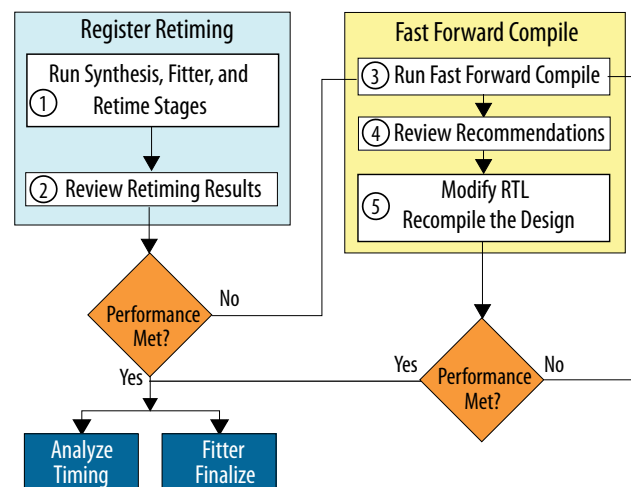 Register Retiming
Run Synthesis, Fitter, and
1
Retime Stages
2 Review Retiming Results
Performance
Met?
No
Yes
Analyze
Timing
Fitter
Finalize
Fast Forward Compile
3 Run Fast Forward Compile
4 Review Recommendations
5
Modify RTL
Recompile the Design
Performance
Met?
Yes
No